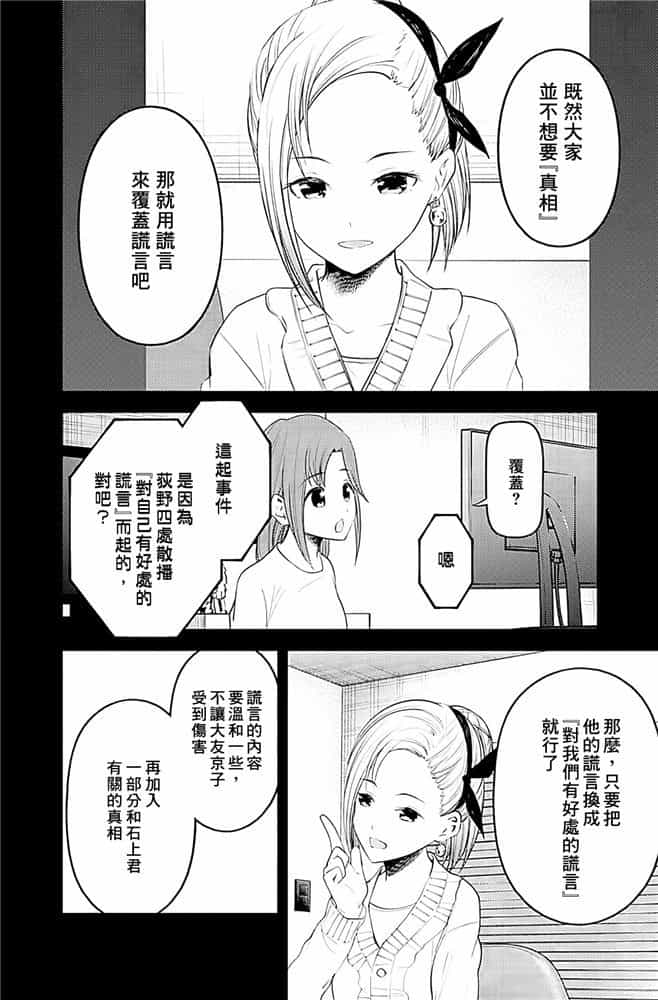 既然大家
並不想要『真相』
那就用謊言
來覆蓋謊言吧
覆蓋?
嗯
這起事件
是因為
荻野四處散播
『對自己有好處的
謊言』而起的,
對吧?
那麼,只要把
他的謊言換成
『對我們有好處的謊言』
就行了
謊言的內容
要溫和一些,
不讓大友京子
受到傷害
再加入
一部分和石上君
有關的真相